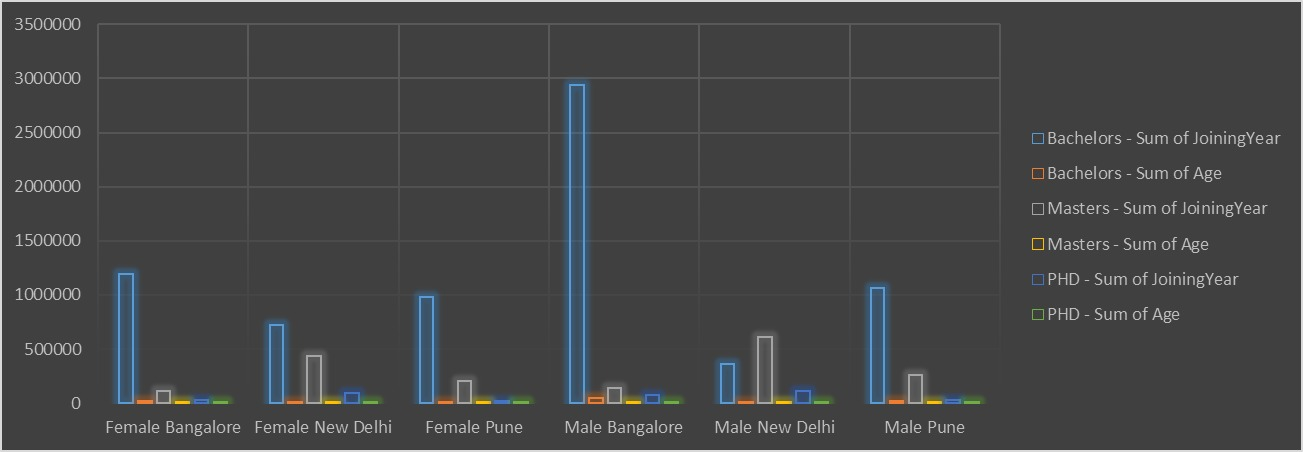 3500000
3000000
2500000
2000000
1500000
1000000
500000
0
Female Bangalore
Female New Delhi
Female Pune
Male Bangalore
Male New Delhi
Male Pune
Bachelors - Sum of JoiningYear
Bachelors - Sum of Age
Masters - Sum of JoiningYear
Masters - Sum of Age
PHD - Sum of JoiningYear
PHD - Sum of Age